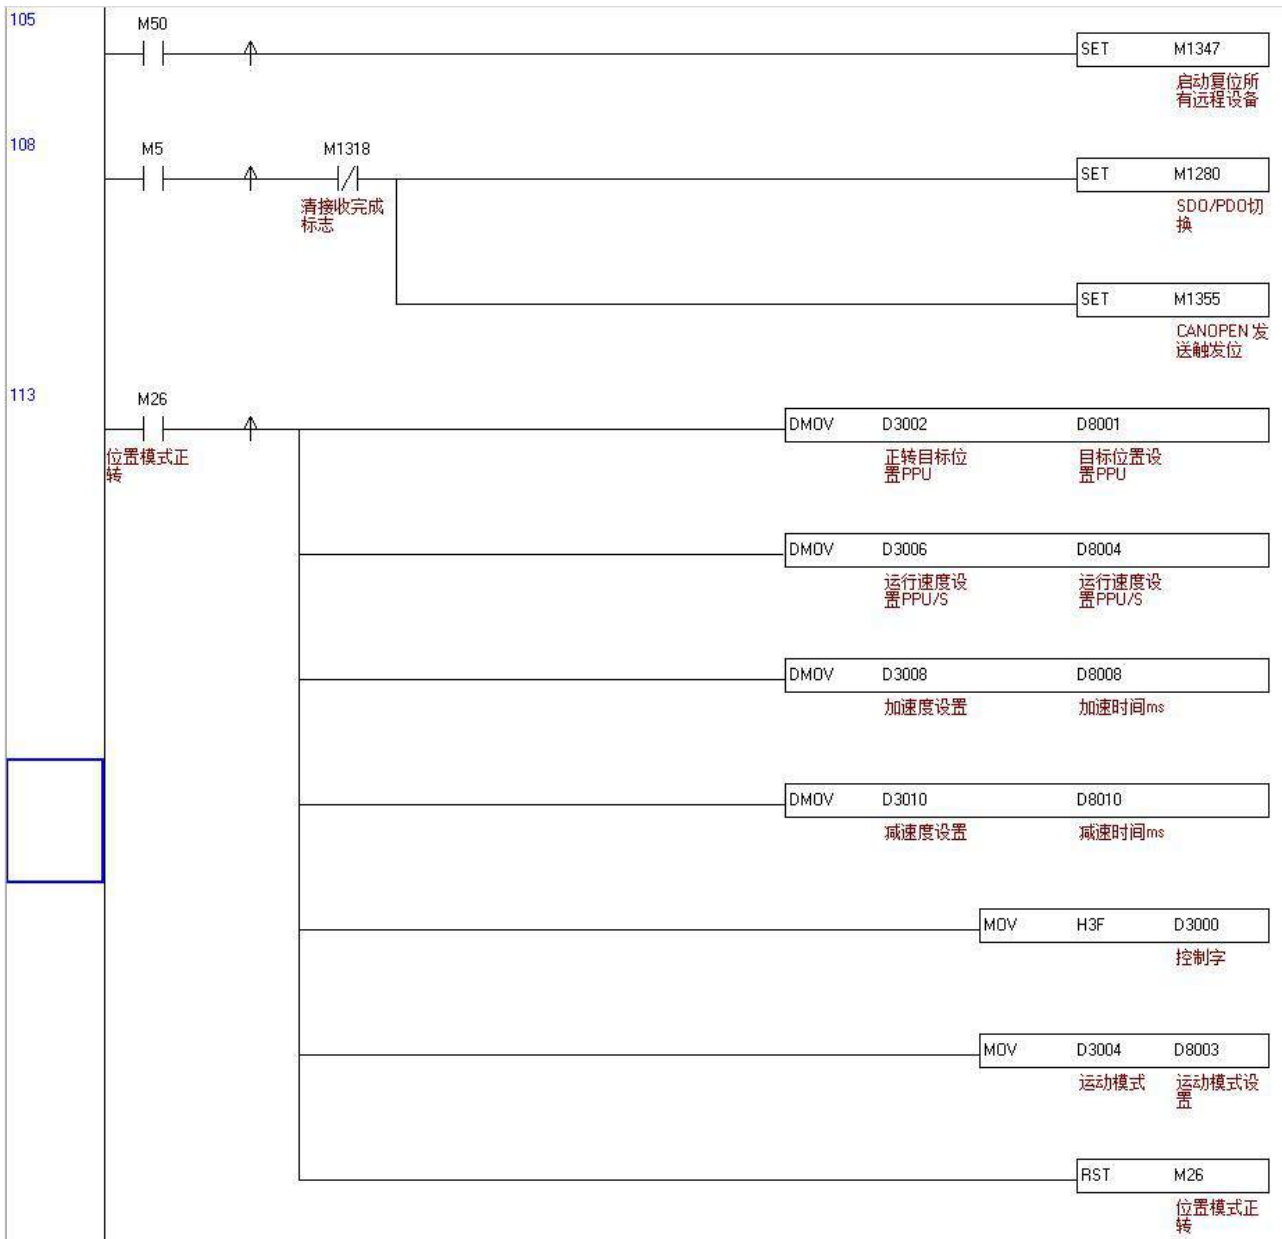 105
M50
SET M1347
启动复位所
有远程设备
108
M5 M1318
SET M1280
清接收完成
标志
SDO/PDO切
换
SET M1355
CANOPEN 发
送触发位
113
M26
DMOV D3002 D8001
位置模式正
转
正转目标位
置PPU
目标位置设
置PPU
DMOV D3006 D8004
运行速度设
置PPU/S
运行速度设
置PPU/S
DMOV D3008 D8008
加速度设置 加速时间ms
DMOV D3010 D8010
减速度设置 减速时间ms
MOV H3F D3000
控制字
MOV D3004 D8003
运动模式
运动模式设
置
RST M26
位置模式正
转